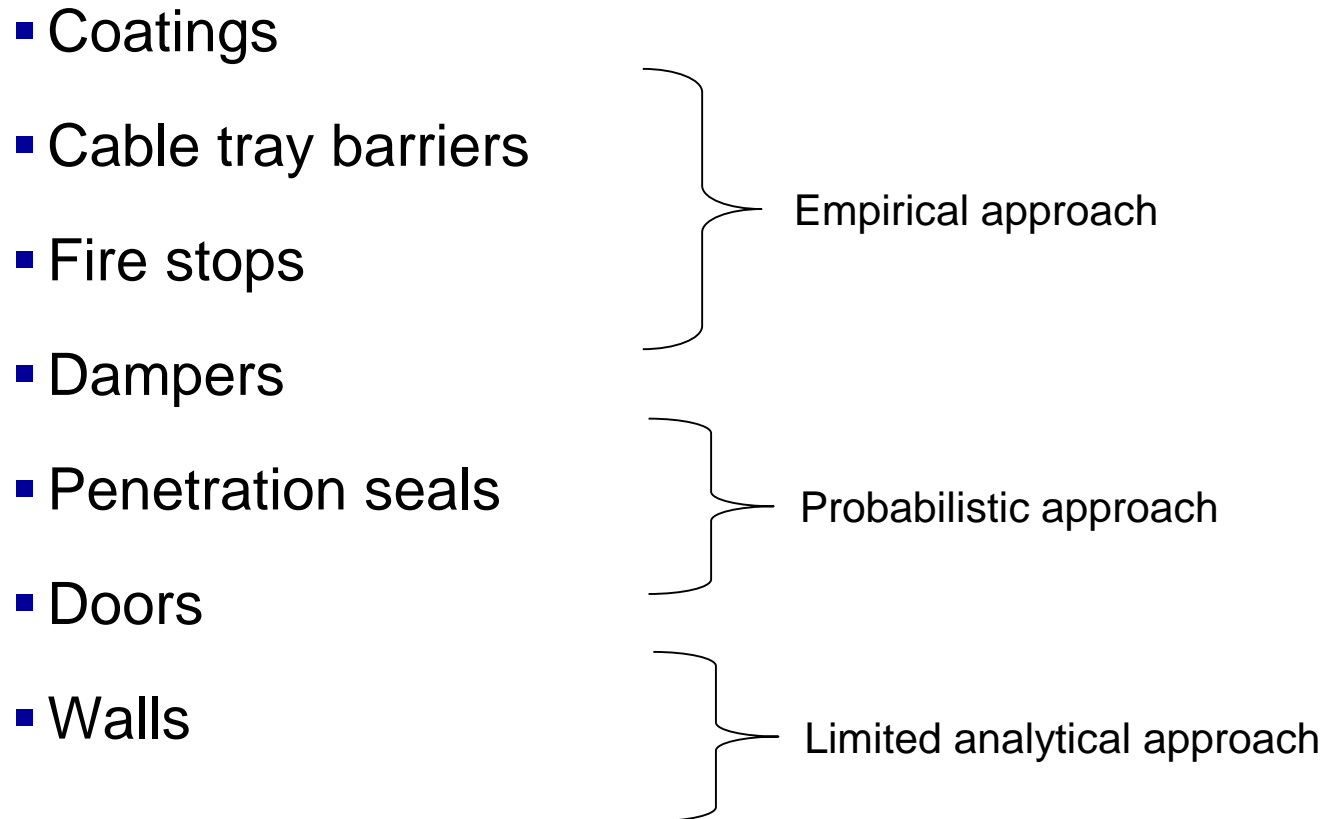 ▪ Coatings
▪ Cable tray barriers
Empirical approach
▪ Fire stops
▪ Dampers
▪ Penetration seals
Probabilistic approach
▪ Doors
▪ Walls
Limited analytical approach